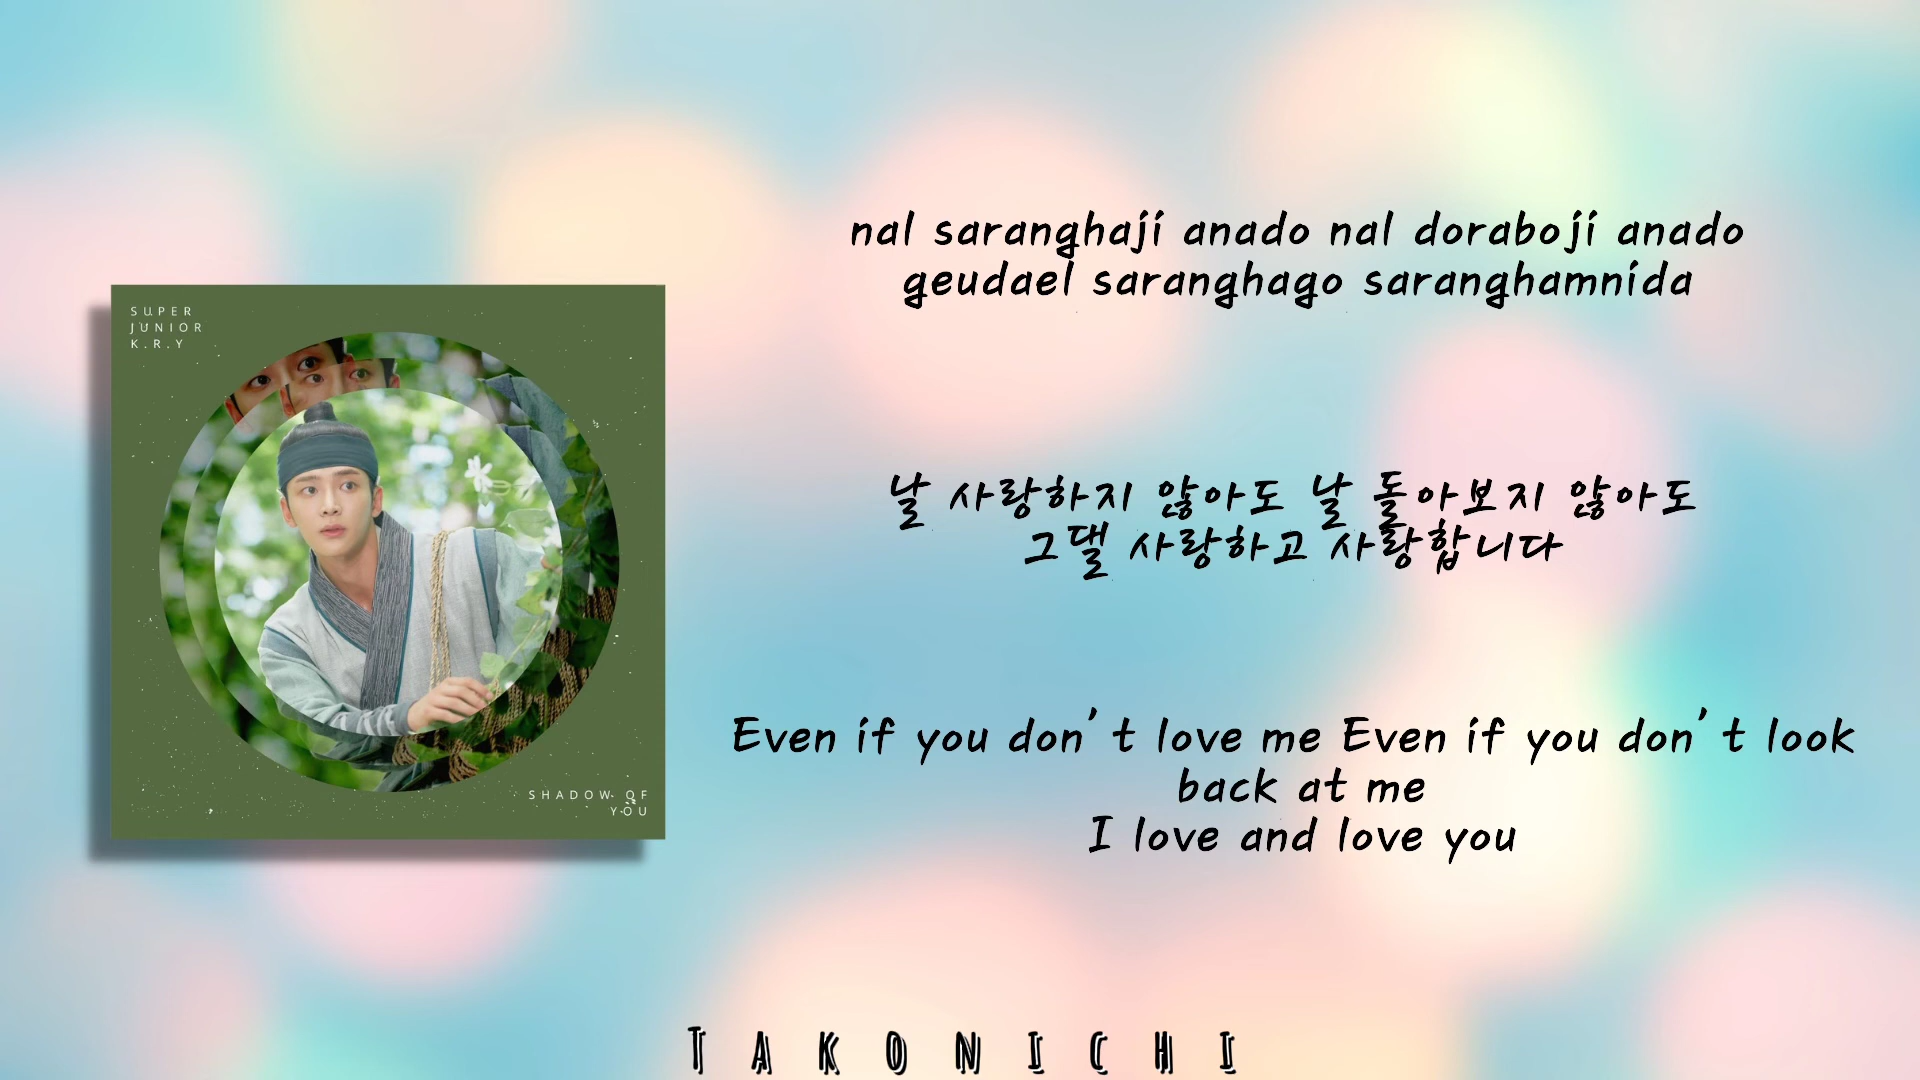 SUPER
JUNIOR
K.R.Y
SHADOW OF
YOU
nal saranghaji anado nal doraboji anado
geudael saranghago saranghamnida
날 사랑하지 않아도 날 돌아보지 않아도
그댈 사랑하고 사랑합니다
Even if you don't love me Even if you don't look
back at me
I love and love you
TAKONICHI